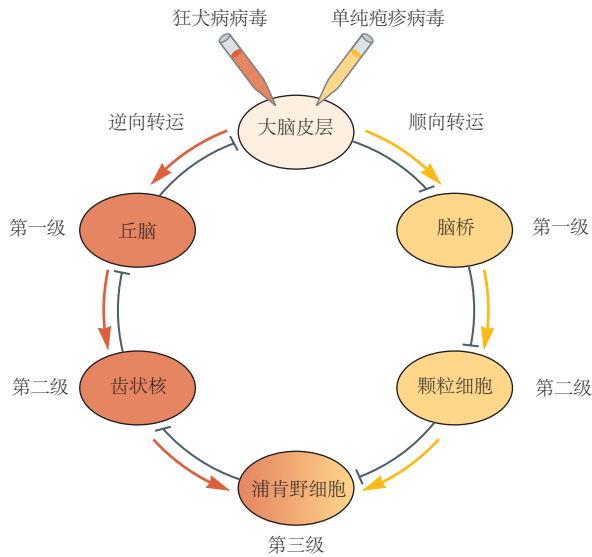 狂犬病病毒
单纯疱疹病毒
逆向转运
大脑皮层
顺向转运
第一级
丘脑
脑桥
第一级
第二级
齿状核
颗粒细胞
第二级
浦肯野细胞
第三级